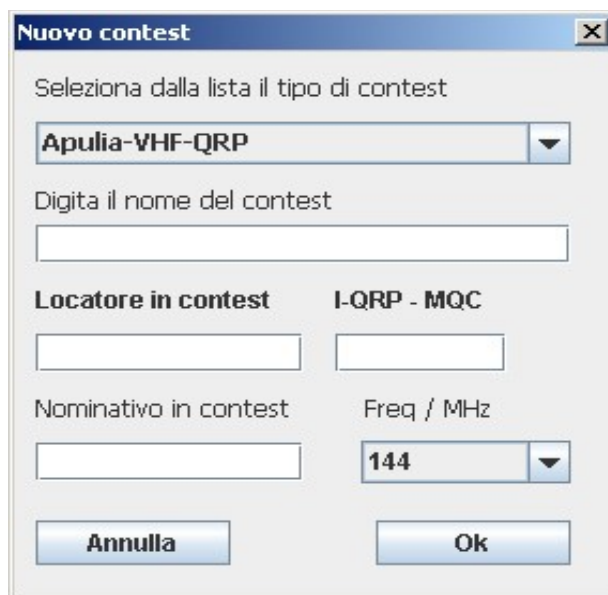 Nuovo contest
Seleziona dalla lista il tipo di contest
Apulia-VHF-QRP
Digita il nome del contest
Locatore in contest I-QRP - MQC
Nominativo in contest Freq / MHz
144
Annulla Ok